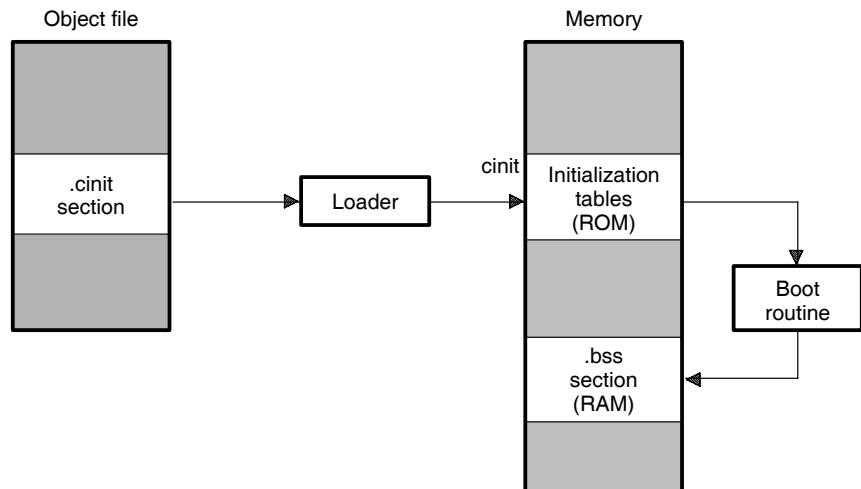 Object file
Memory
.cinit
section
Loader
cinit
Initialization
tables
(ROM)
Boot
routine
.bss
section
(RAM)